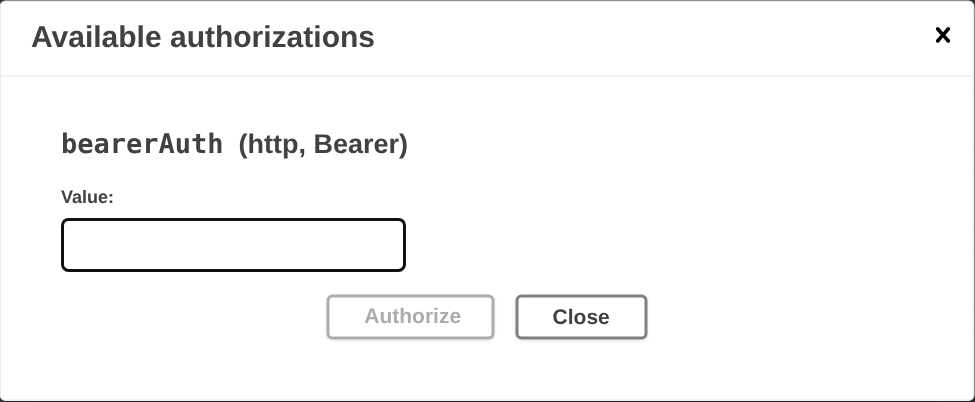 Available authorizations
bearerAuth (http, Bearer)
Value:
Authorize
Close